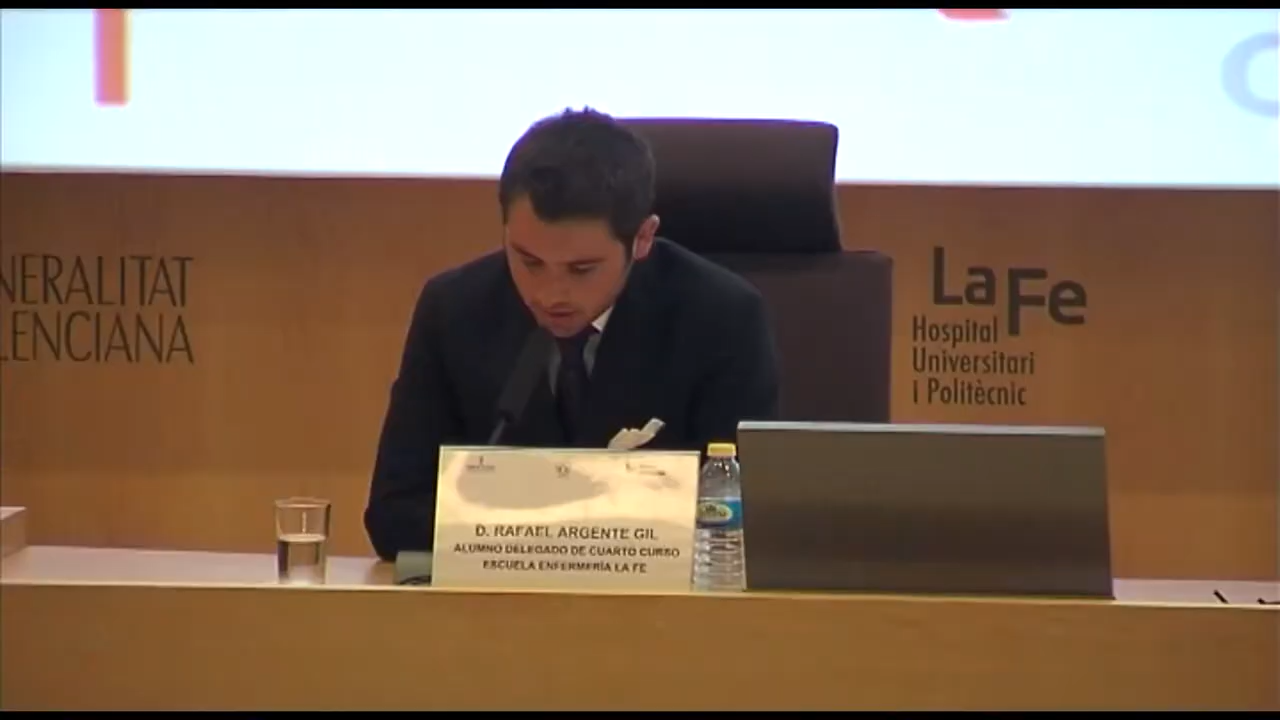 NERALITAT
LENCIANA
La Fe
Hospital
Universitari
i Politècnic
D. RAFAEL ARGENTE GIL
ALUMNO DELEGADO DE CUARTO CURSO
ESCUELA ENFERMERÍA LA FE